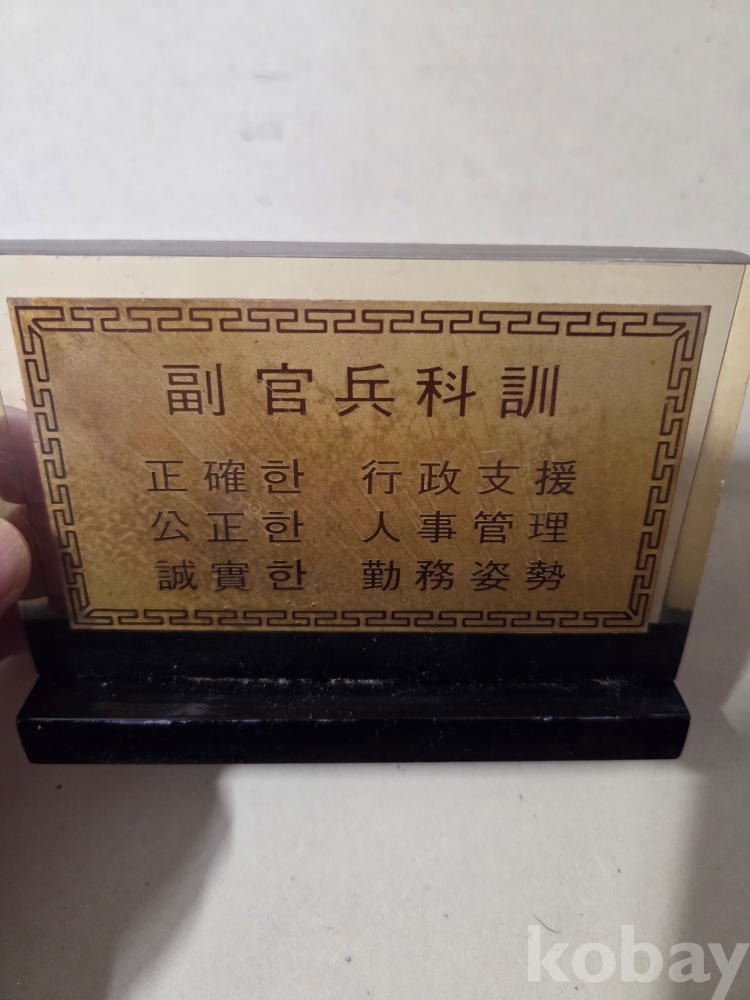 副官兵科訓
正確한 行政支援
公正한 人事管理
誠實한 勤務姿勢
kobay